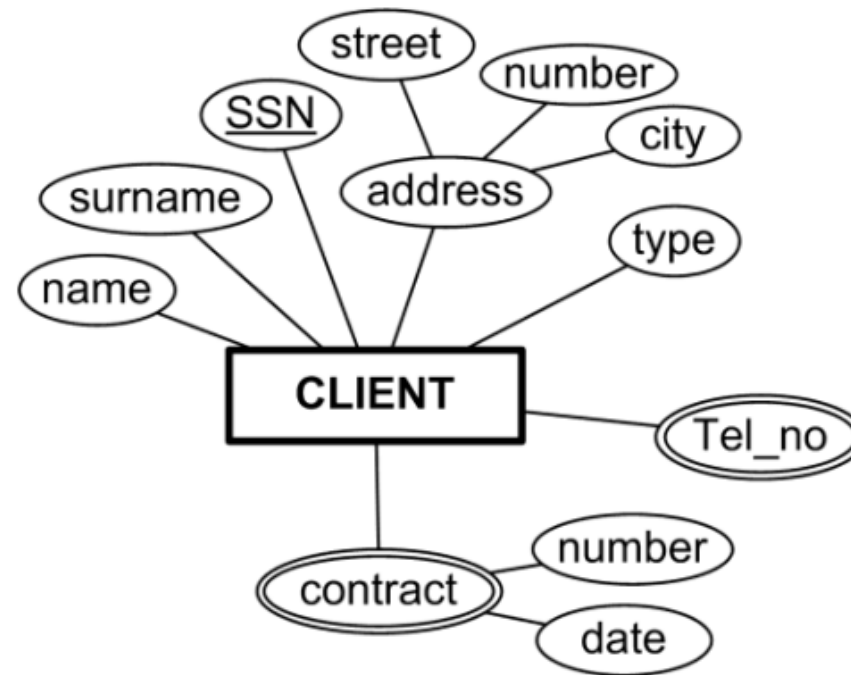 street
number
SSN
city
surname
address
type
name
CLIENT
Tel_no
number
contract
date